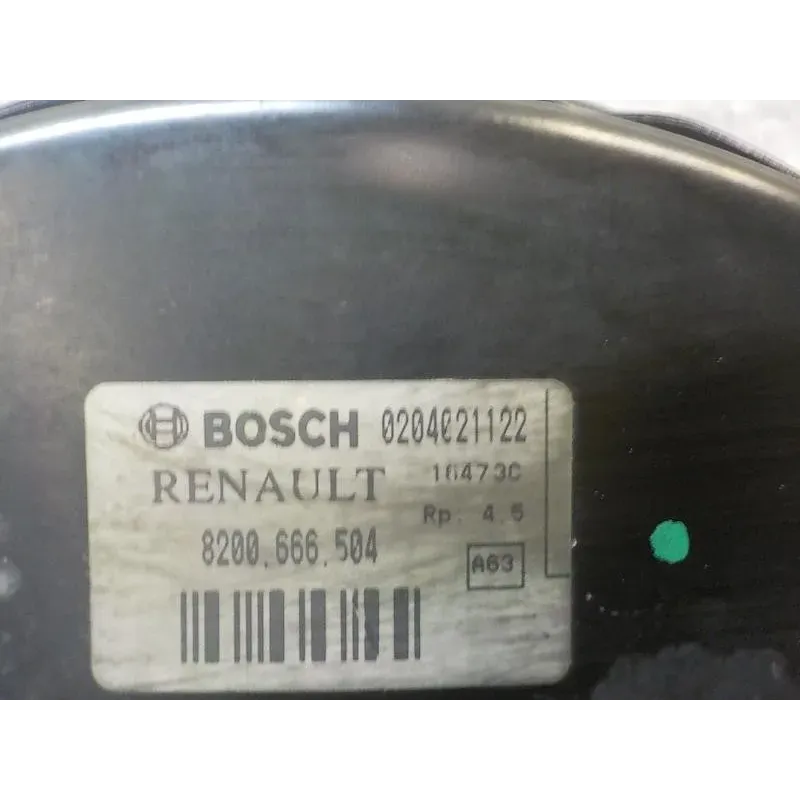 BOSCH 0204021122
RENAULT 16473C
Rp: 4.5
8200.666.504
A63